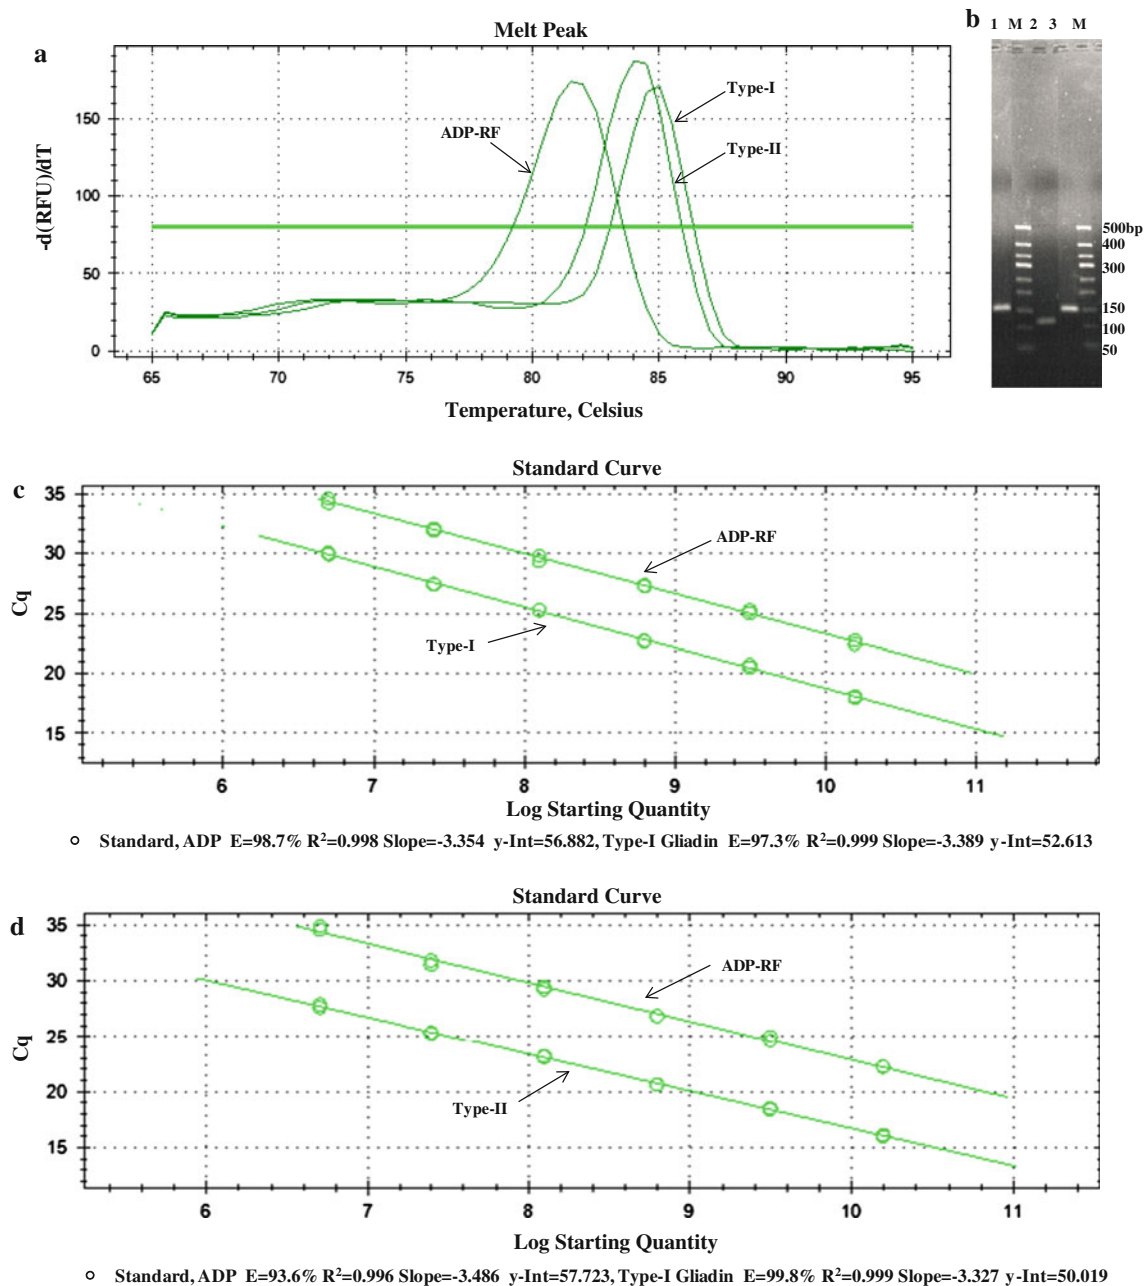 a
Melt Peak
b
1 M 2 3 M
-d(RFU)/dT
150
100
50
0
ADP-RF
Type-I
Type-II
65 70 75 80 85 90 95
Temperature, Celsius
500bp
400
300
150
100
50
c
Standard Curve
Cq
35
30
25
20
15
ADP-RF
Type-I
6 7 8 9 10 11
Log Starting Quantity
Standard, ADP E=98.7% R²=0.998 Slope=-3.354 y-Int=56.882, Type-I Gliadin E=97.3% R²=0.999 Slope=-3.389 y-Int=52.613
d
Standard Curve
Cq
35
30
25
20
15
ADP-RF
Type-II
6 7 8 9 10 11
Log Starting Quantity
Standard, ADP E=93.6% R²=0.996 Slope=-3.486 y-Int=57.723, Type-I Gliadin E=99.8% R²=0.999 Slope=-3.327 y-Int=50.019